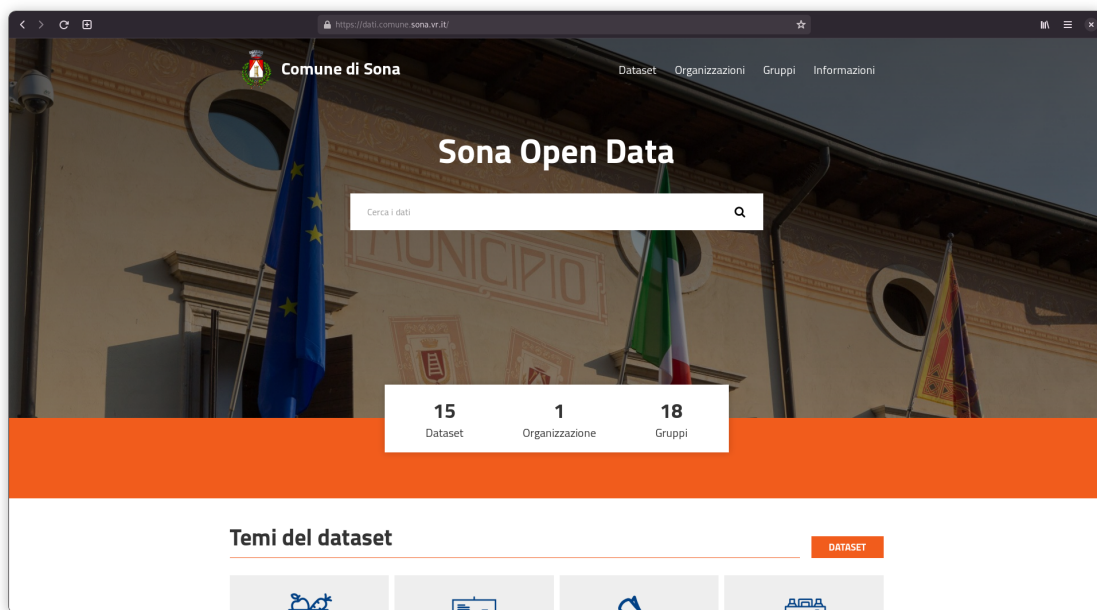 https://dati.comune.sona.vr.it/
Comune di Sona
Dataset Organizzazioni Gruppi Informazioni
Sona Open Data
Cerca i dati
MUNICIPIO
15 1 18
Dataset Organizzazione Gruppi
Temi del dataset
DATASET